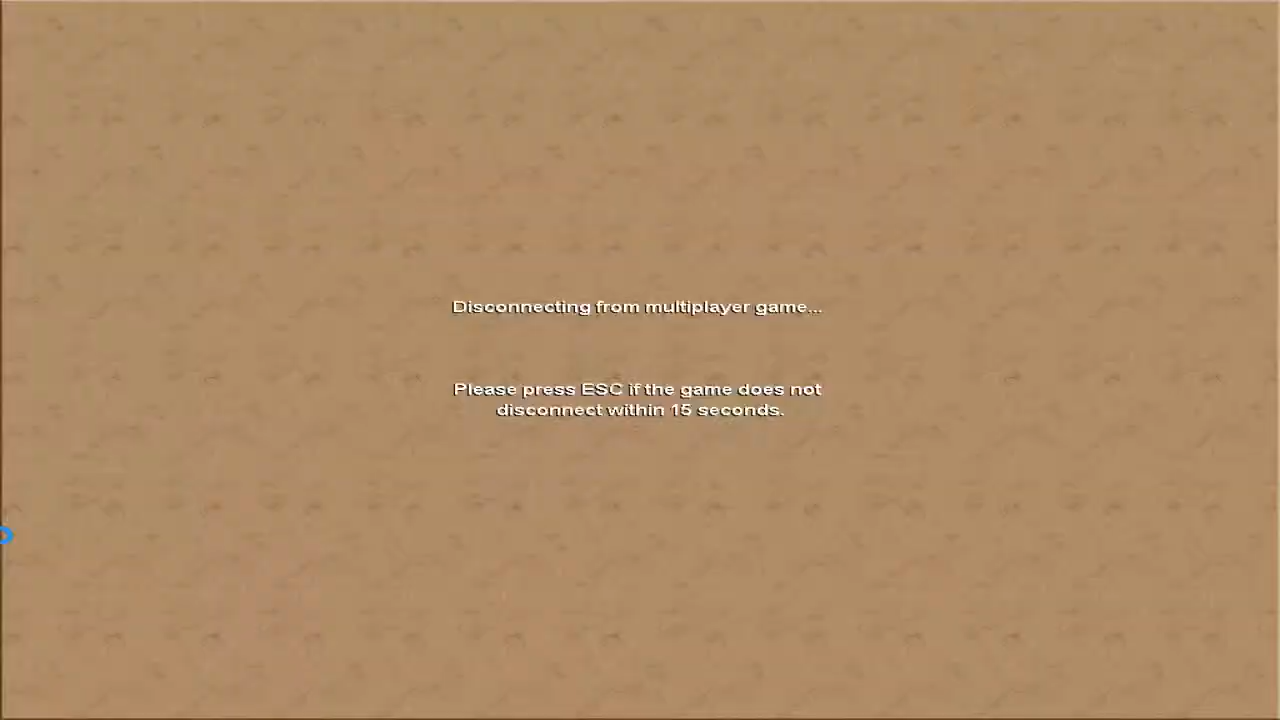 Disconnecting from multiplayer game...
Please press ESC if the game does not
disconnect within 15 seconds.